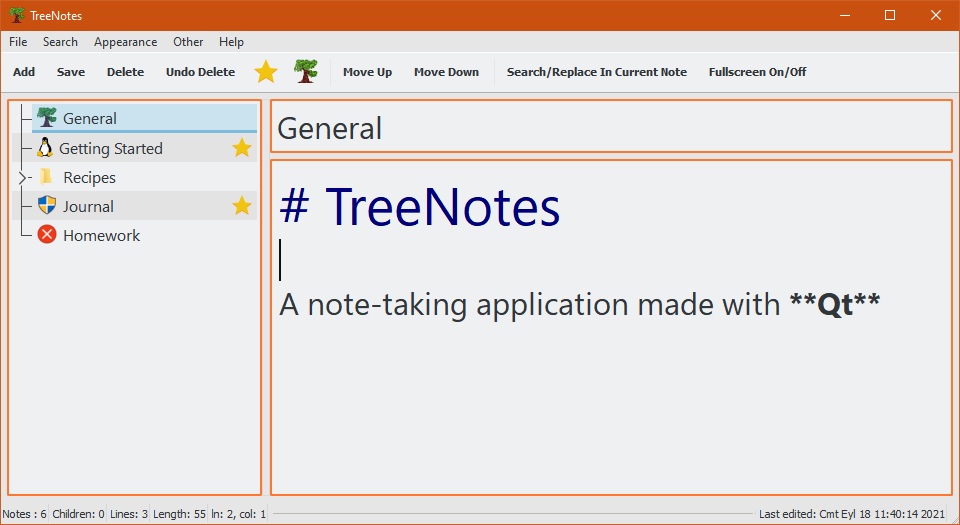 TreeNotes
File Search Appearance Other Help
Add Save Delete Undo Delete Move Up Move Down Search/Replace In Current Note Fullscreen On/Off
General
Getting Started
Recipes
Journal
Homework
General
# TreeNotes
A note-taking application made with **Qt**
Notes : 6 Children: 0 Lines: 3 Length: 55 ln: 2, col: 1 Last edited: Cmt Eyl 18 11:40:14 2021